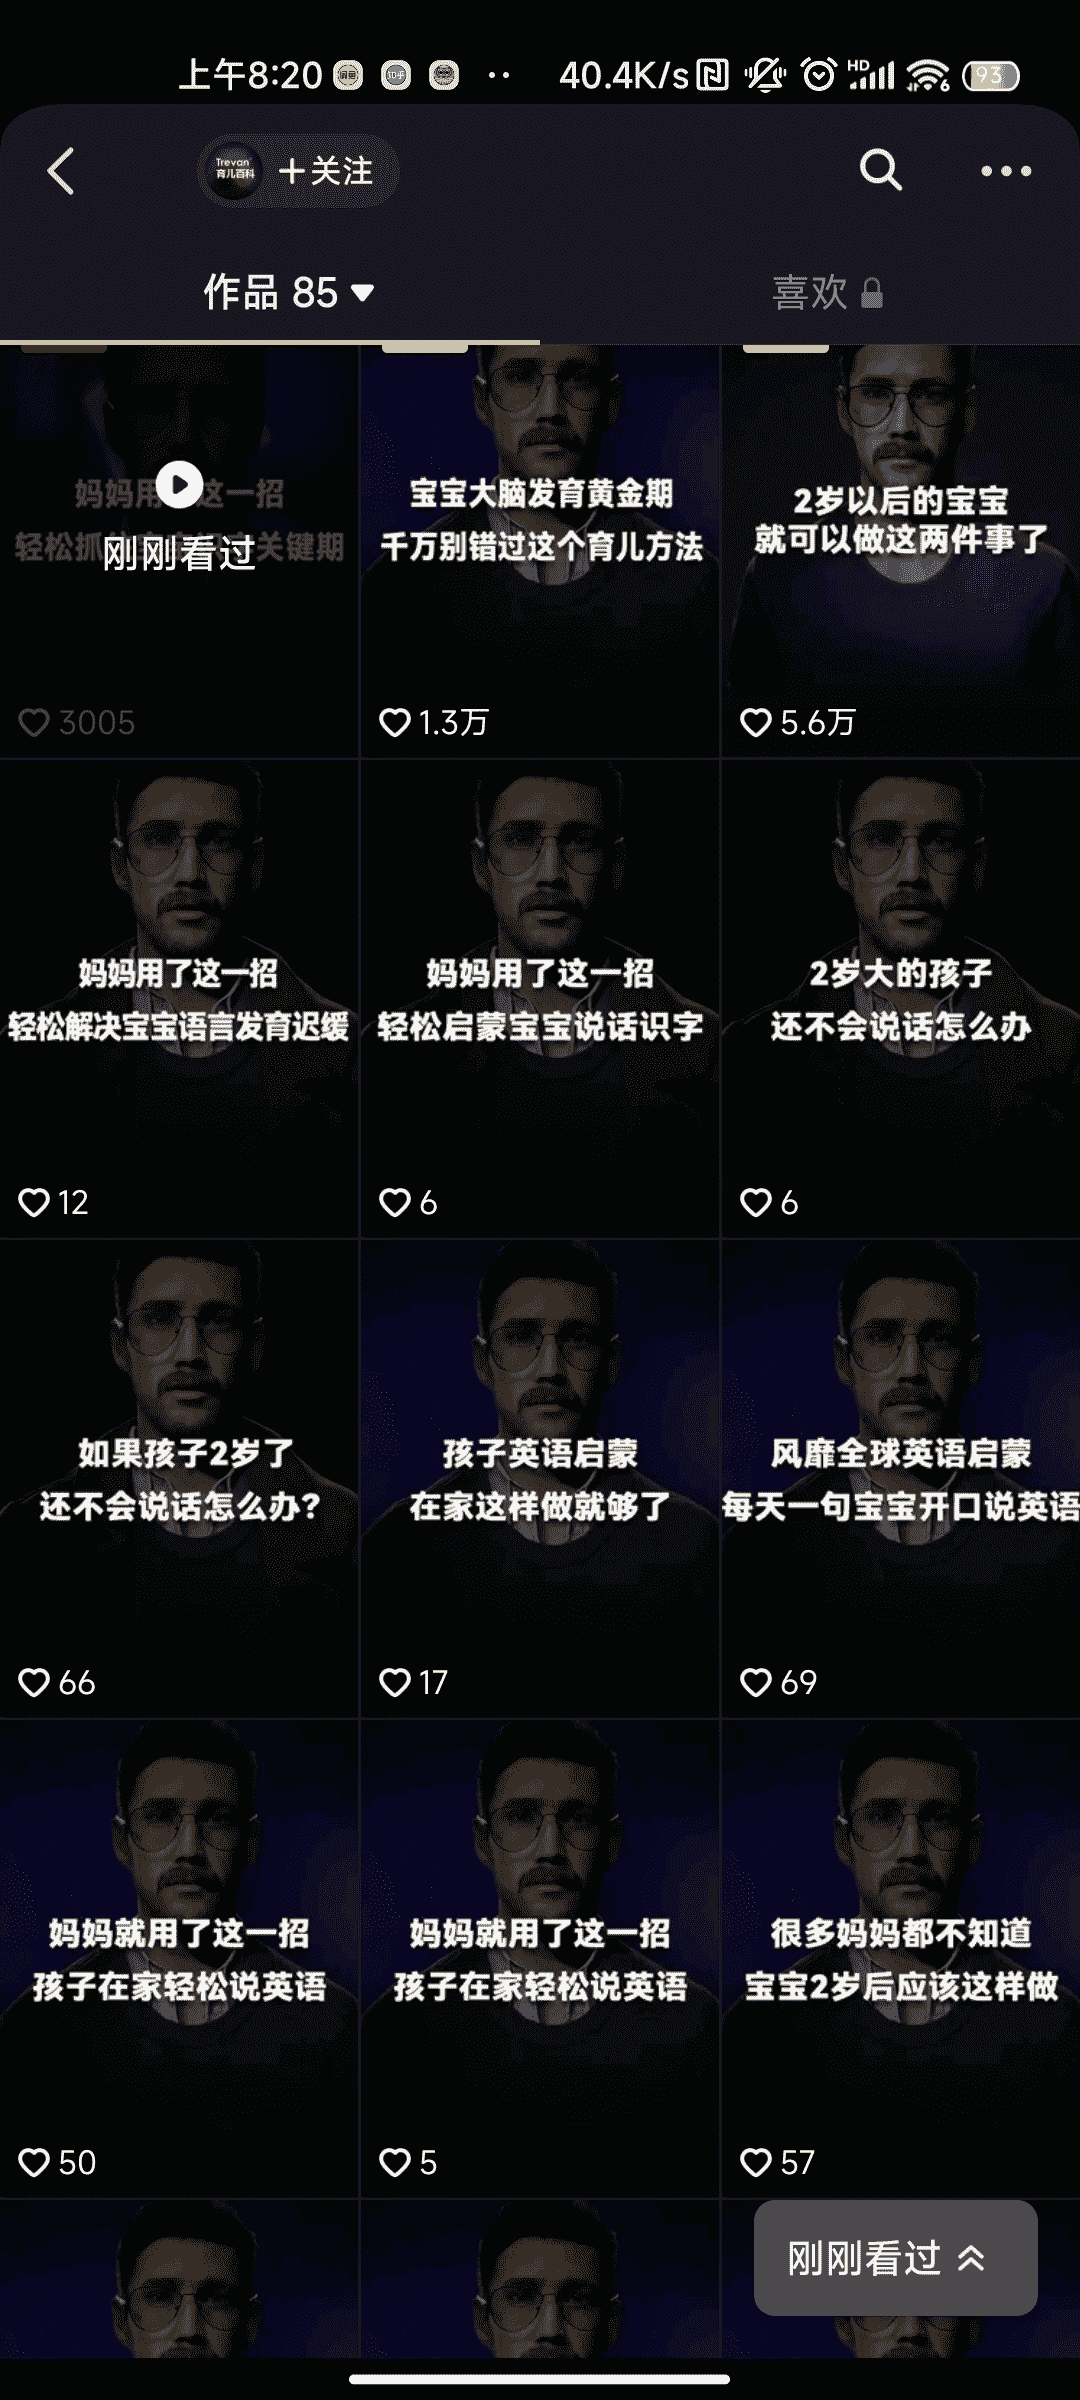 上午8:20
知乎
40.4K/s
HD
6
93
Trevan
育儿百科
+关注
作品 85
喜欢
妈妈用 这一招
轻松抓 关键期
刚刚看过
3005
宝宝大脑发育黄金期
千万别错过这个育儿方法
1.3万
2岁以后的宝宝
就可以做这两件事了
5.6万
妈妈用了这一招
轻松解决宝宝语言发育迟缓
12
妈妈用了这一招
轻松启蒙宝宝说话识字
6
2岁大的孩子
还不会说话怎么办
6
如果孩子2岁了
还不会说话怎么办?
66
孩子英语启蒙
在家这样做就够了
17
风靡全球英语启蒙
每天一句宝宝开口说英语
69
妈妈就用了这一招
孩子在家轻松说英语
50
妈妈就用了这一招
孩子在家轻松说英语
5
很多妈妈都不知道
宝宝2岁后应该这样做
57
刚刚看过